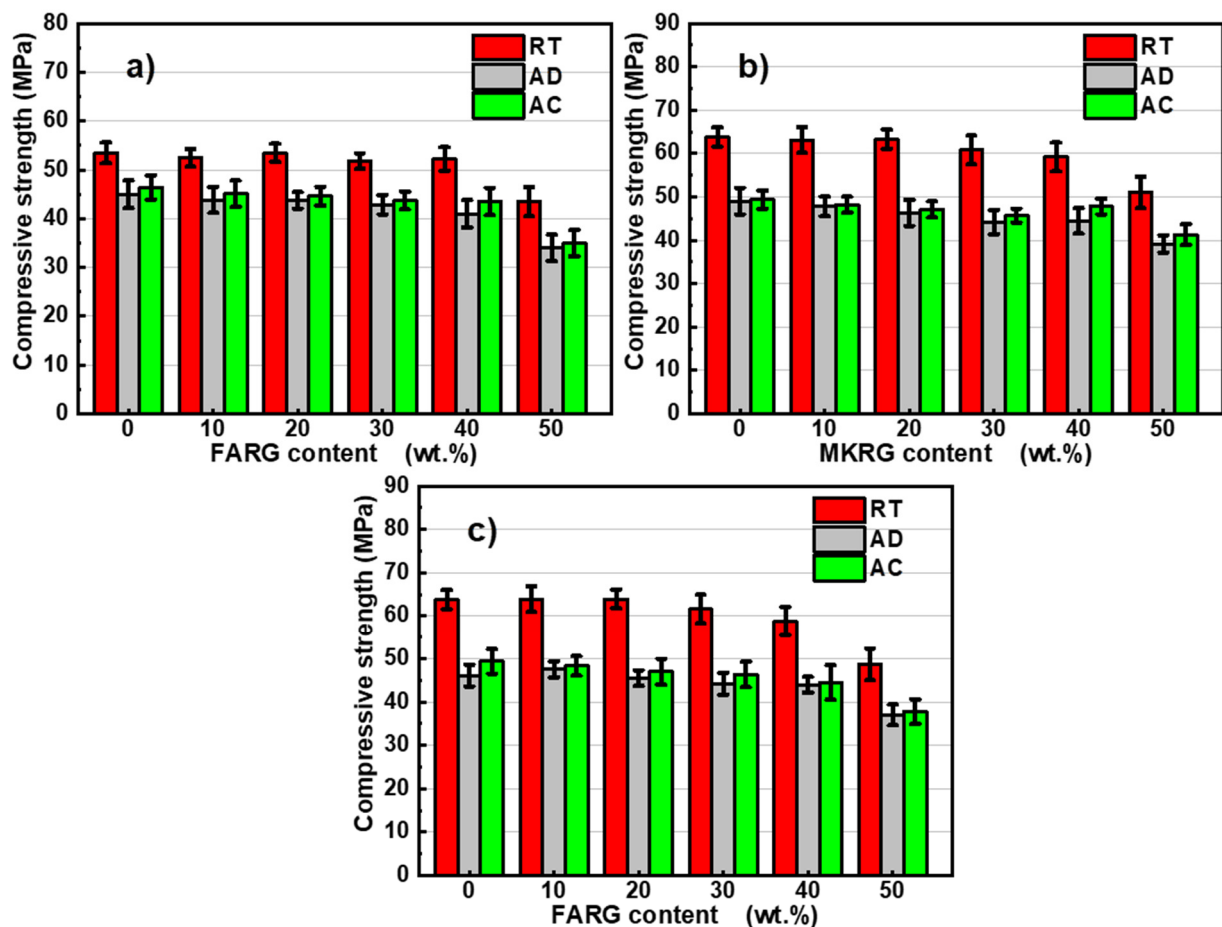 Compressive strength (MPa)
80
70
60
50
40
30
20
10
0
a)
RT
AD
AC
0 10 20 30 40 50
FARG content (wt.%)
Compressive strength (MPa)
90
80
70
60
50
40
30
20
10
0
b)
RT
AD
AC
0 10 20 30 40 50
MKRG content (wt.%)
Compressive strength (MPa)
90
80
70
60
50
40
30
20
10
0
c)
RT
AD
AC
0 10 20 30 40 50
FARG content (wt.%)